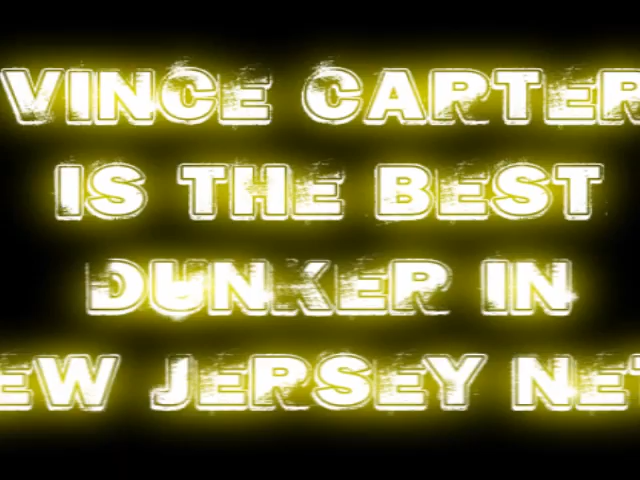 VINCE CARTER
IS THE BEST
DUNKER IN
EW JERSEY NET